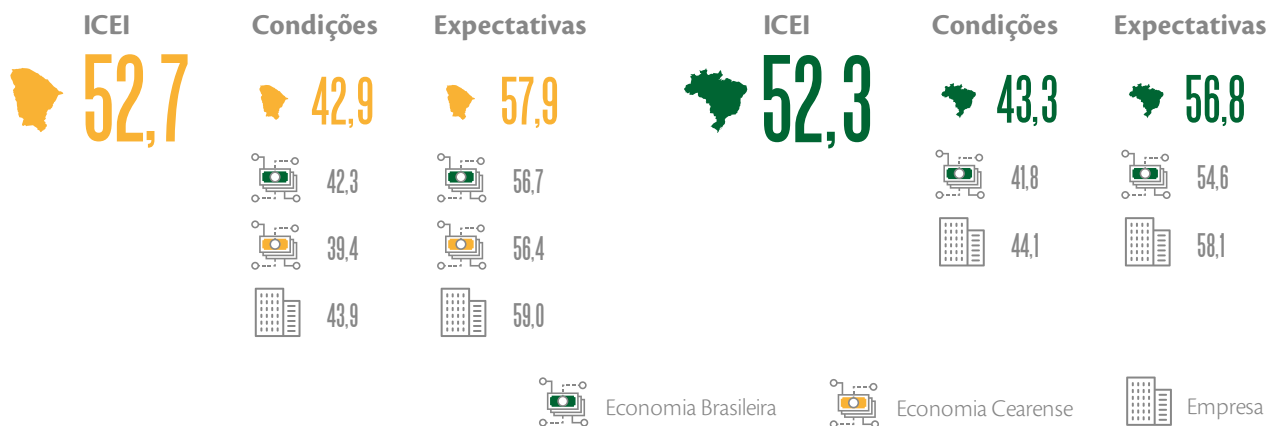 ICEI Condições Expectativas ICEI Condições Expectativas
52,7 42,9 57,9 52,3 43,3 56,8
42,3 56,7 41,8 54,6
39,4 56,4 44,1 58,1
43,9 59,0
Economia Brasileira Economia Cearense Empresa